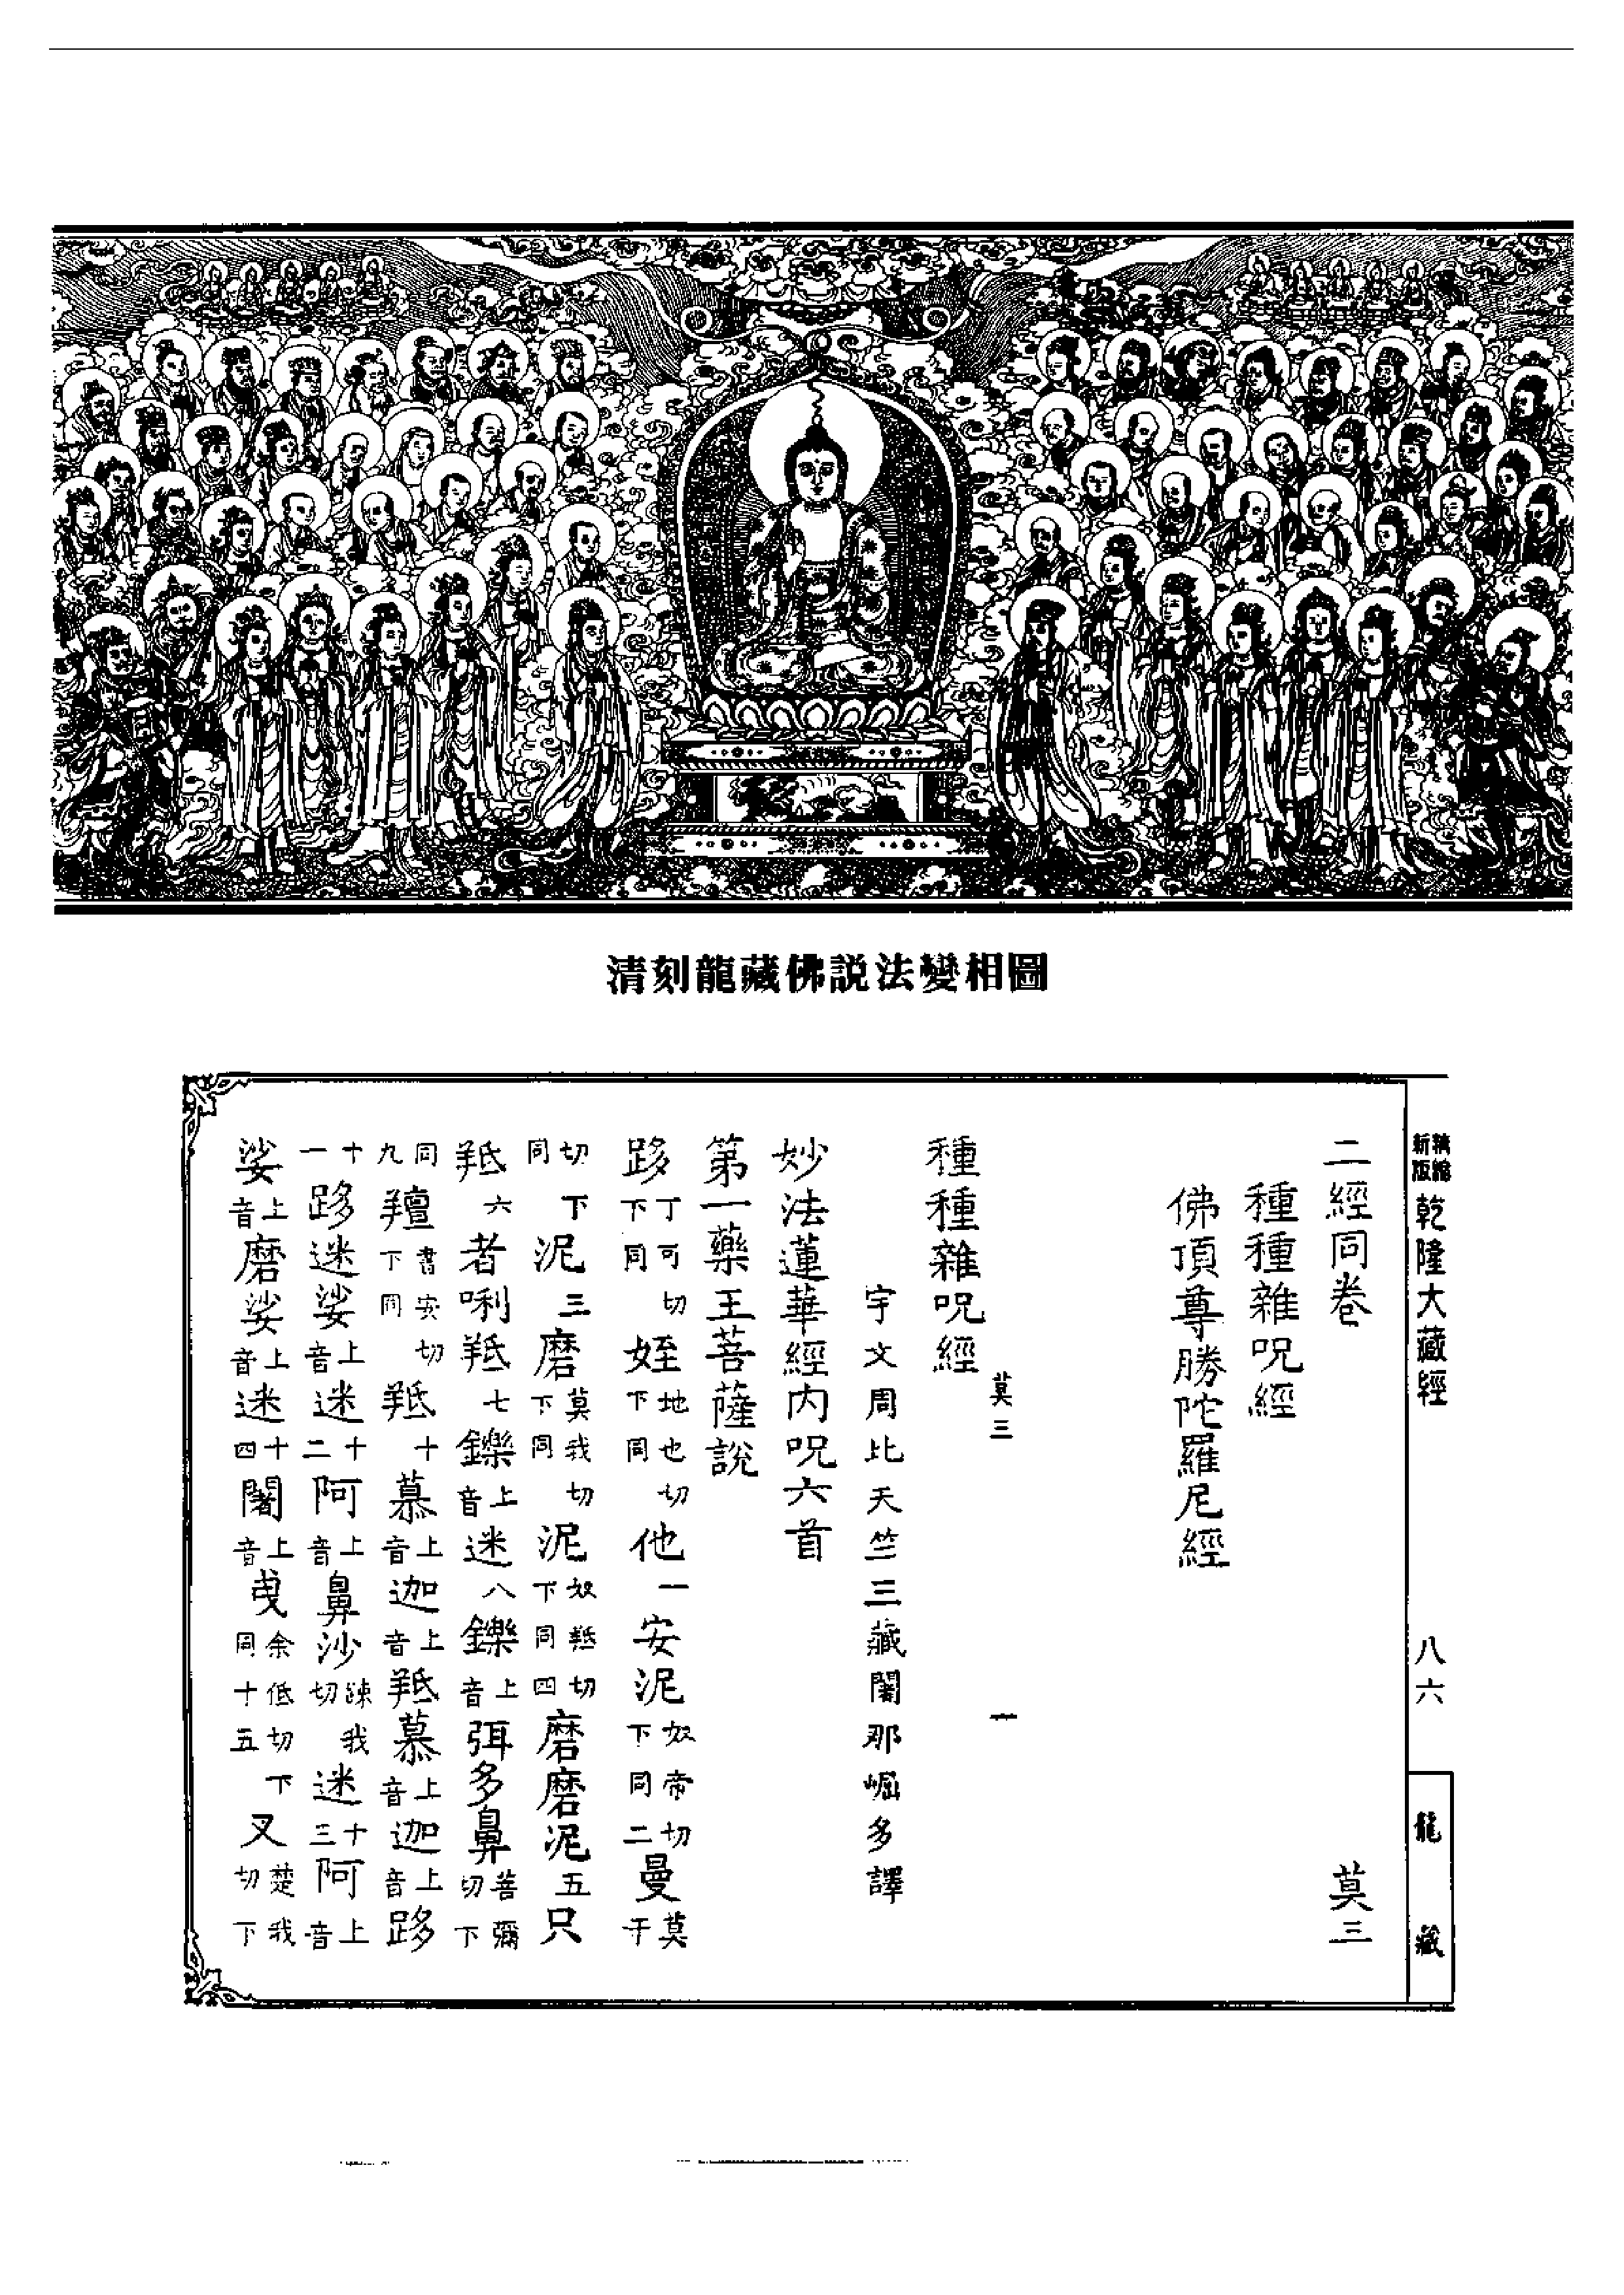 清刻龍藏佛説法變相圖
精縮新版乾隆大藏經
八六
龍藏
二經同卷 莫三
種種雜呪經
佛頂尊勝陀羅尼經
莫三 一
種種雜呪經
宇文周比天竺三藏闍那崛多譯
妙法蓮華經内呪六首
第一藥王菩薩説
跢丁可切下同姪地也切下同他一安泥奴帝切下同二曼莫干
切下同泥三磨莫我切下同泥奴羝切下同四磨磨泥五只
羝六者唎羝七鑠上音迷八鑠上音弭多鼻菩彌切下
同九羶書安切下同羝十慕上音迦上音羝慕上音迦上音跢
十一跢迷娑上音迷十二阿上音鼻沙疎我切迷十三阿上音
娑上音磨娑上音迷十四闍上音曳余低切下同十五叉楚我切下